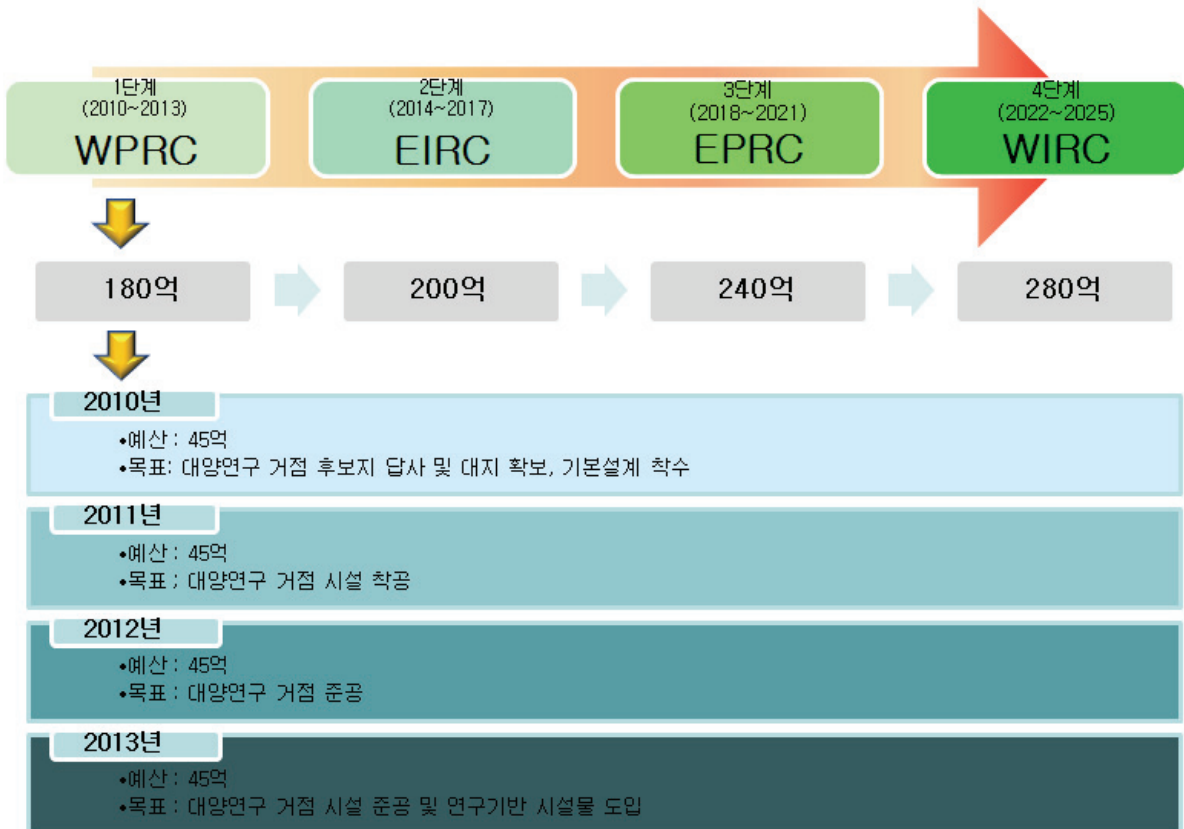 1단계
(2010~2013)
WPRC
2단계
(2014~2017)
EIRC
3단계
(2018~2021)
EPRC
4단계
(2022~2025)
WIRC
180억
200억
240억
280억
2010년
•예산 : 45억
•목표: 대양연구 거점 후보지 답사 및 대지 확보, 기본설계 착수
2011년
•예산 : 45억
•목표 ; 대양연구 거점 시설 착공
2012년
•예산 : 45억
•목표 : 대양연구 거점 준공
2013년
•예산 : 45억
•목표 : 대양연구 거점 시설 준공 및 연구기반 시설물 도입